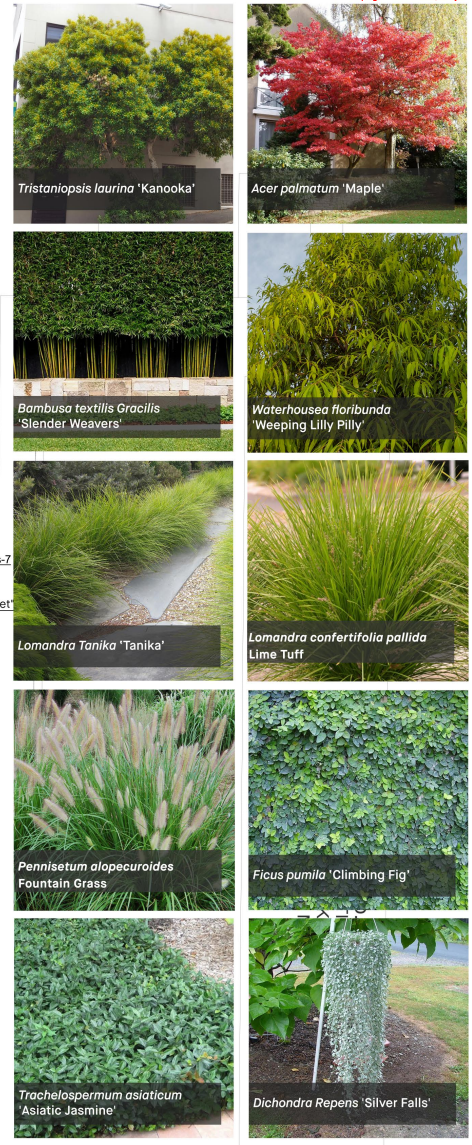 Tristaniopsis laurina 'Kanooka'
Acer palmatum 'Maple'
Bambusa textilis Gracilis
'Slender Weavers'
Waterhousea floribunda
'Weeping Lilly Pilly'
s-7
et"
Lomandra Tanika 'Tanika'
Lomandra confertifolia pallida
Lime Tuff
Pennisetum alopecuroides
Fountain Grass
Ficus pumila 'Climbing Fig'
Trachelospermum asiaticum
'Asiatic Jasmine'
Dichondra Repens 'Silver Falls'